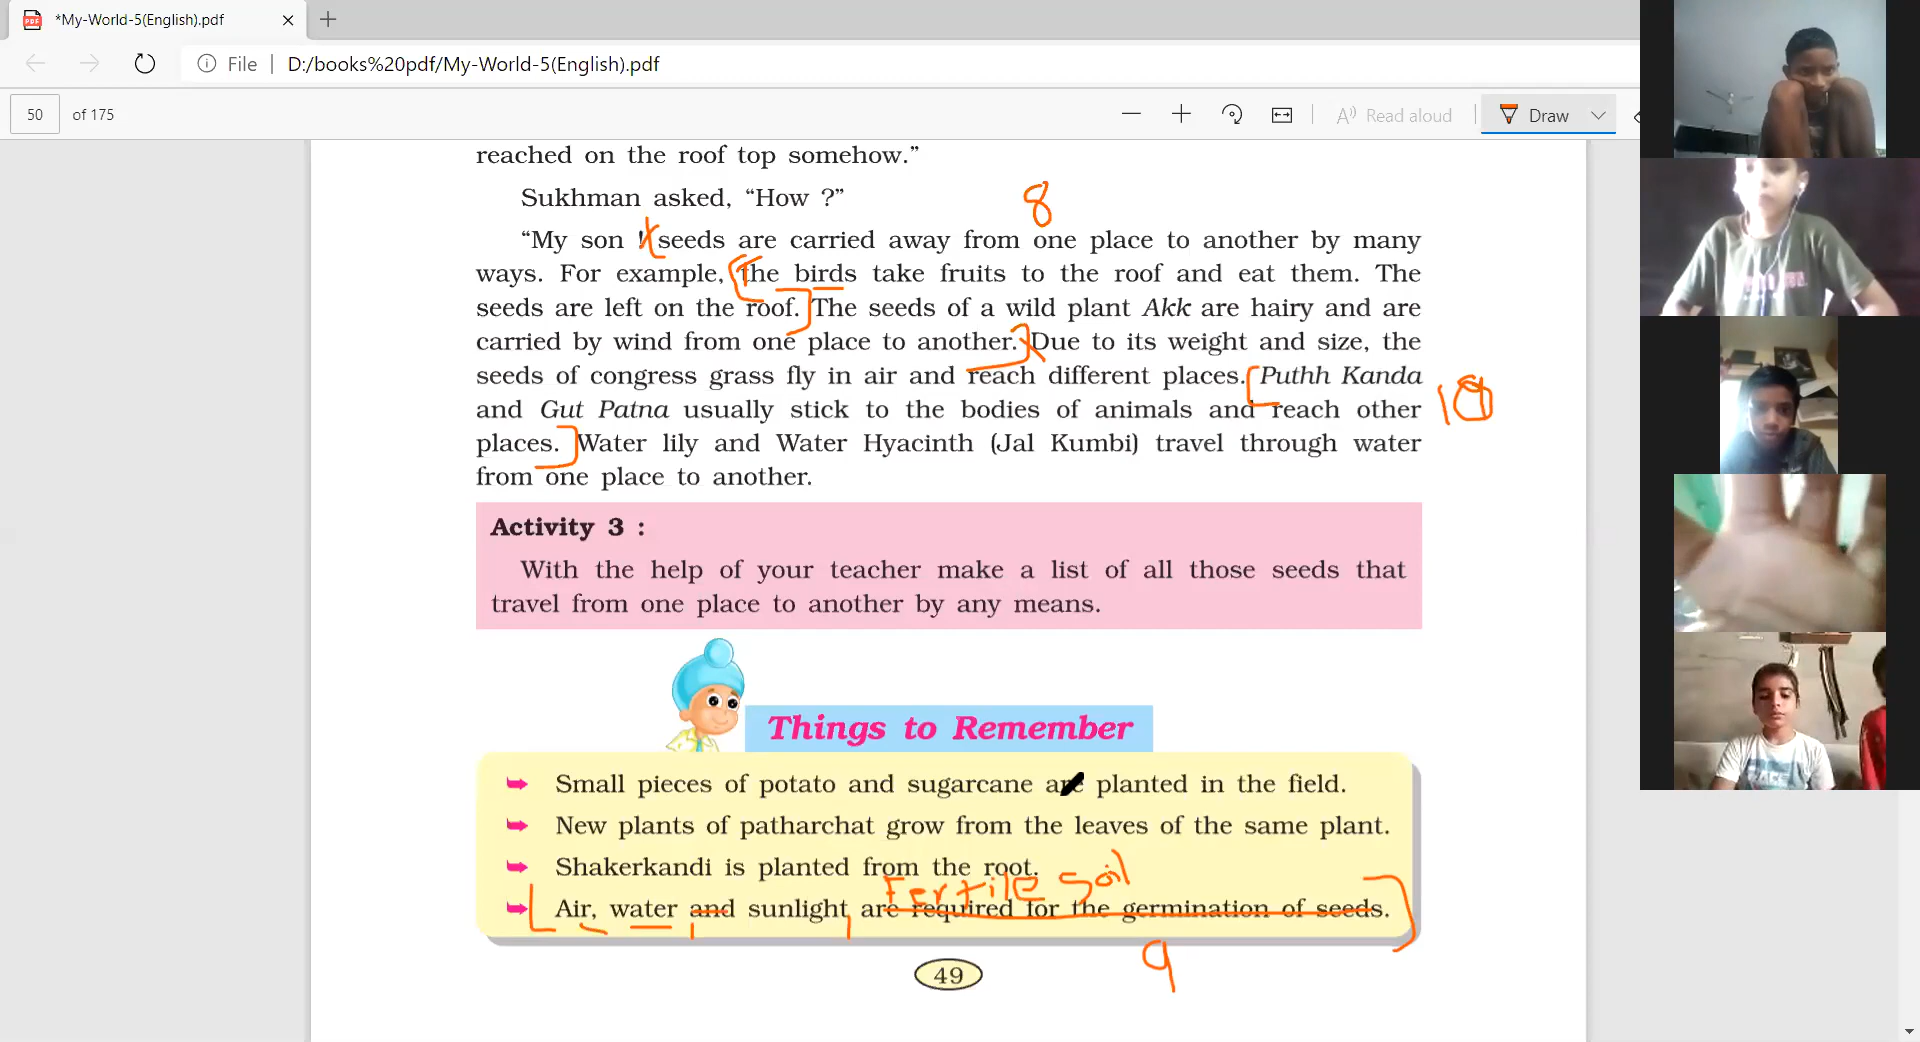 *My-World-5(English).pdf
File | D:/books%20pdf/My-World-5(English).pdf
50 of 175
Read aloud
Draw
reached on the roof top somehow.”
Sukhman asked, “How ?”
8
“My son ! seeds are carried away from one place to another by many
ways. For example, the birds take fruits to the roof and eat them. The
seeds are left on the roof. The seeds of a wild plant Akk are hairy and are
carried by wind from one place to another. Due to its weight and size, the
seeds of congress grass fly in air and reach different places. Puthh Kanda
and Gut Patna usually stick to the bodies of animals and reach other
places. Water lily and Water Hyacinth (Jal Kumbi) travel through water
from one place to another.
Activity 3 :
With the help of your teacher make a list of all those seeds that
travel from one place to another by any means.
Things to Remember
Small pieces of potato and sugarcane are planted in the field.
New plants of patharchat grow from the leaves of the same plant.
Shakerkandi is planted from the root.
Fertile Soil
Air, water and sunlight are required for the germination of seeds.
9
49